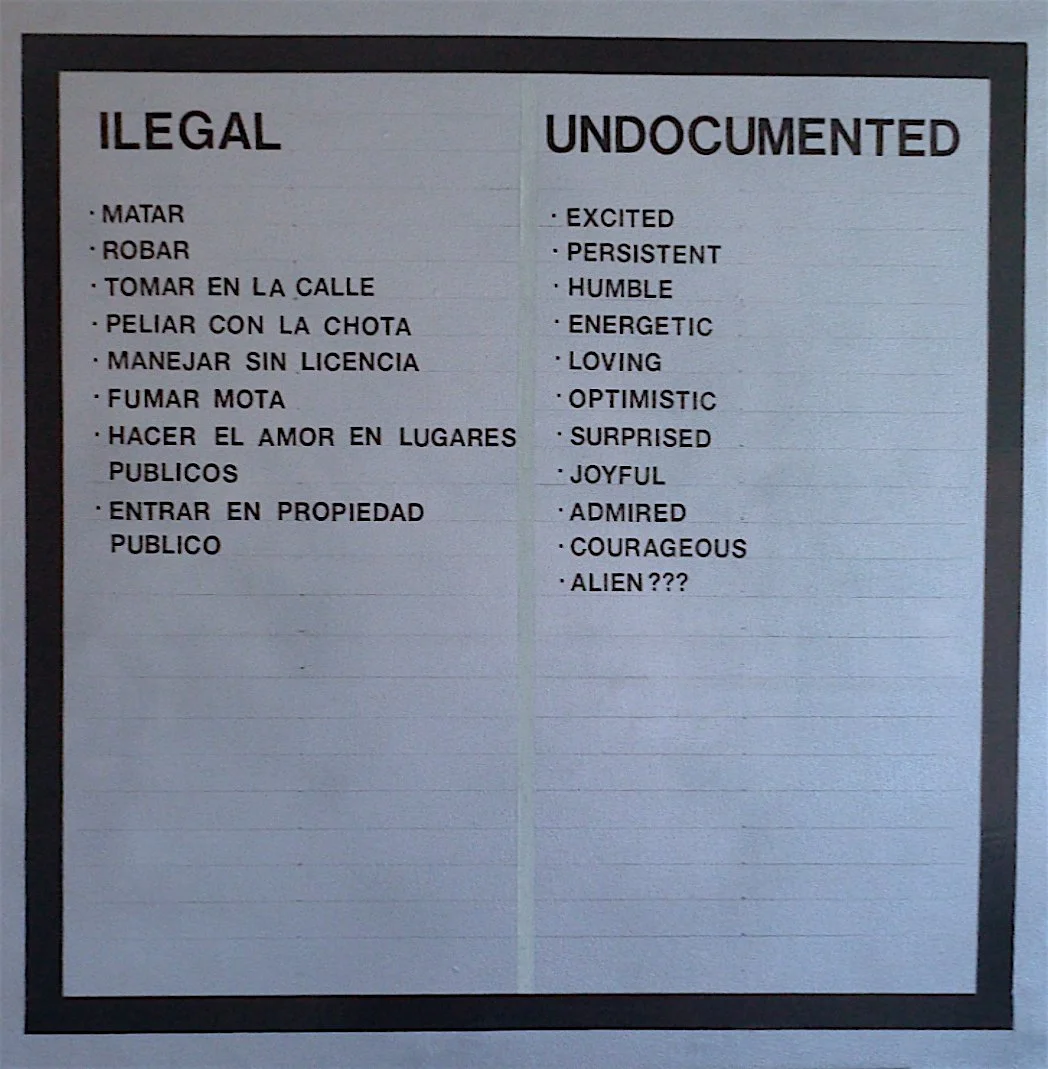 ILEGAL
· MATAR
· ROBAR
· TOMAR EN LA CALLE
· PELIAR CON LA CHOTA
· MANEJAR SIN LICENCIA
· FUMAR MOTA
· HACER EL AMOR EN LUGARES
PUBLICOS
· ENTRAR EN PROPIEDAD
PUBLICO
UNDOCUMENTED
· EXCITED
· PERSISTENT
· HUMBLE
· ENERGETIC
· LOVING
· OPTIMISTIC
· SURPRISED
· JOYFUL
· ADMIRED
· COURAGEOUS
· ALIEN???